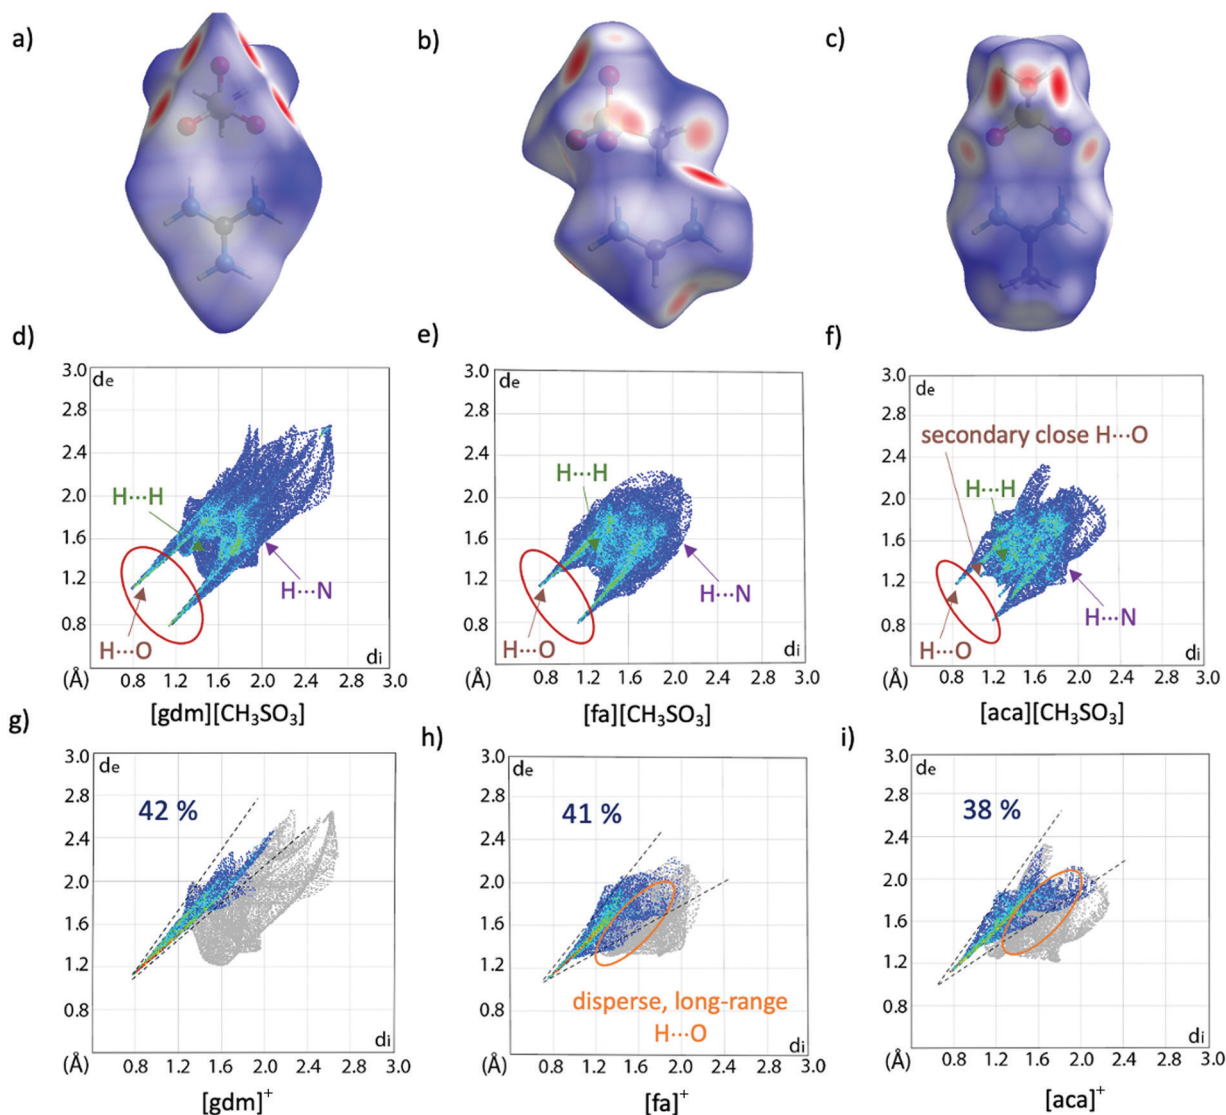 a)
b)
c)
d)
e)
f)
3.0
de
2.8
2.4
2.0
1.6
1.2
0.8
(Å)
H···H
H···N
H···O
di
0.8 1.2 1.6 2.0 2.4 2.8 3.0
[gdm][CH₃SO₃]
3.0
de
2.8
2.4
2.0
1.6
1.2
0.8
(Å)
H···H
H···N
H···O
di
0.8 1.2 1.6 2.0 2.4 2.8 3.0
[fa][CH₃SO₃]
3.0
de
2.8
2.4
2.0
1.6
1.2
0.8
(Å)
secondary close H···O
H···H
H···N
H···O
di
0.8 1.2 1.6 2.0 2.4 2.8 3.0
[aca][CH₃SO₃]
g)
h)
i)
3.0
de
2.8
2.4
2.0
1.6
1.2
0.8
(Å)
42 %
di
0.8 1.2 1.6 2.0 2.4 2.8 3.0
[gdm]⁺
3.0
de
2.8
2.4
2.0
1.6
1.2
0.8
(Å)
41 %
disperse, long-range
H···O
di
0.8 1.2 1.6 2.0 2.4 2.8 3.0
[fa]⁺
3.0
de
2.8
2.4
2.0
1.6
1.2
0.8
(Å)
38 %
di
0.8 1.2 1.6 2.0 2.4 2.8 3.0
[aca]⁺